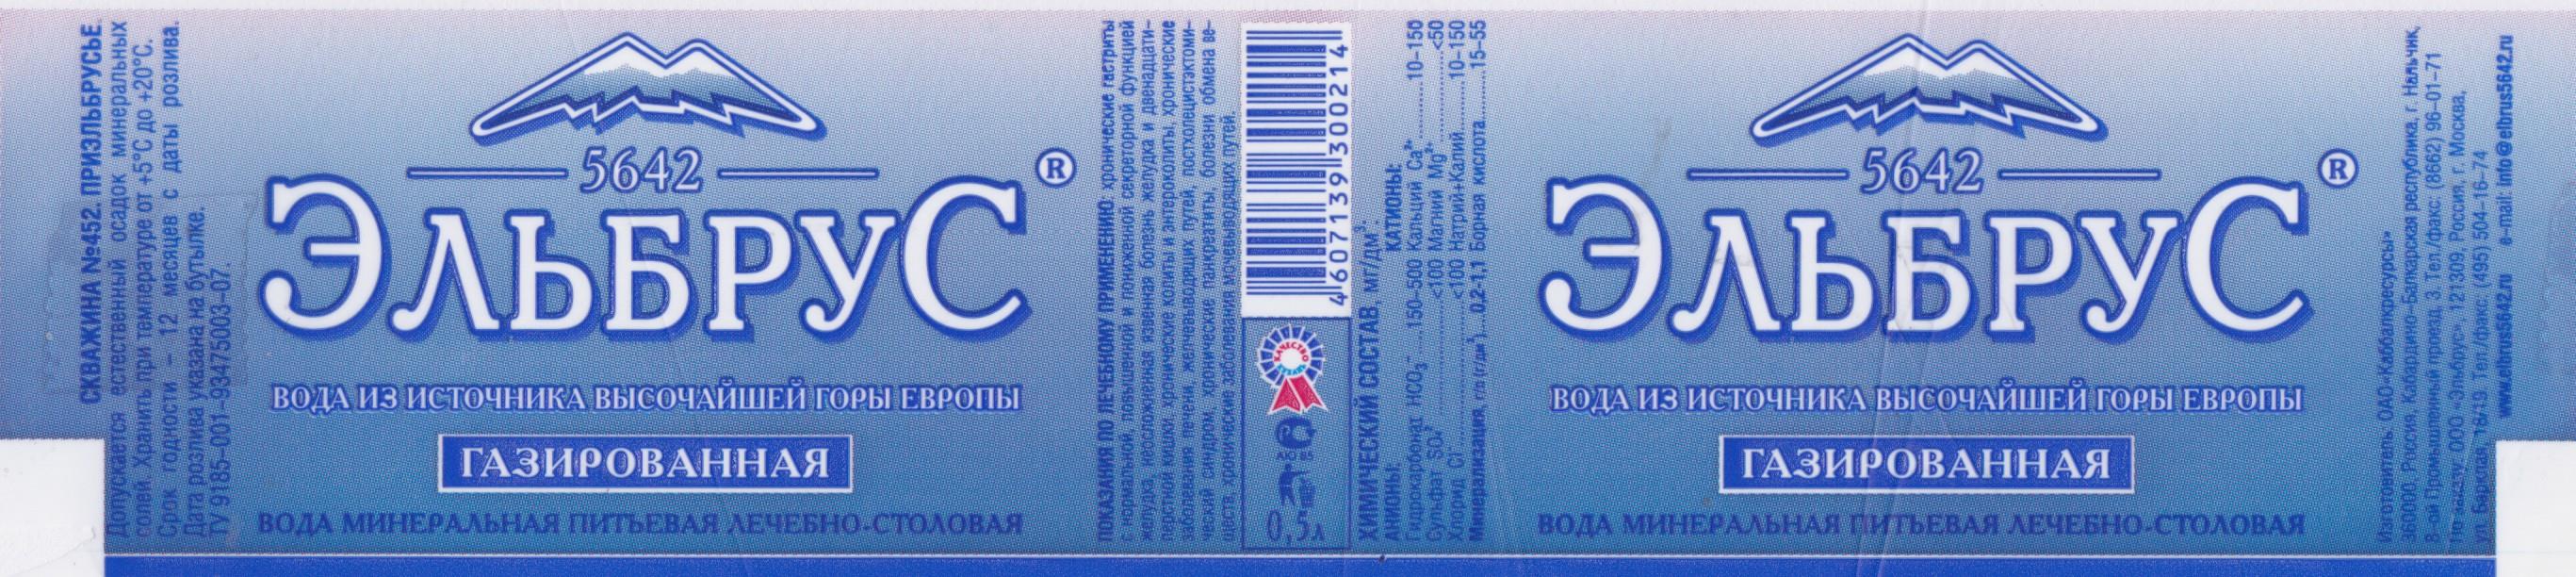 СКВАЖИНА №452. ПРИЭЛЬБРУСЬЕ
Допускается естественный осадок минеральных
солей. Хранить при температуре от +5°С до +20°С.
Срок годности – 12 месяцев с даты розлива.
Дата розлива указана на бутылке.
ТУ 9185–001–93475003–07.
5642
ЭЛЬБРУС ®
ВОДА ИЗ ИСТОЧНИКА ВЫСОЧАЙШЕЙ ГОРЫ ЕВРОПЫ
ГАЗИРОВАННАЯ
ВОДА МИНЕРАЛЬНАЯ ПИТЬЕВАЯ ЛЕЧЕБНО-СТОЛОВАЯ
ПОКАЗАНИЯ ПО ЛЕЧЕБНОМУ ПРИМЕНЕНИЮ: хронические гастриты
с нормальной, повышенной и пониженной секреторной функцией
желудка, неосложненная язвенная болезнь желудка и двенадцати-
перстной кишки, хронические колиты и энтероколиты, хронические
заболевания печени, желчевыводящих путей, постхолецистэктоми-
ческий синдром, хронические панкреатиты, болезни обмена ве-
ществ, хронические заболевания мочевыводящих путей.
4607139300214
КАЧЕСТВО
АЮ 85
0,5л
ХИМИЧЕСКИЙ СОСТАВ, мг/дм³:
АНИОНЫ: КАТИОНЫ:
Гидрокарбонат HCO₃⁻....150–500 Кальций Ca²⁺............10–150
Сульфат SO₄²⁻................<100 Магний Mg²⁺................<50
Хлорид Cl⁻......................<100 Натрий+Калий..........10–150
Минерализация, г/л (г/дм³)....0,2-1,1 Борная кислота..........15–55
5642
ЭЛЬБРУС ®
ВОДА ИЗ ИСТОЧНИКА ВЫСОЧАЙШЕЙ ГОРЫ ЕВРОПЫ
ГАЗИРОВАННАЯ
ВОДА МИНЕРАЛЬНАЯ ПИТЬЕВАЯ ЛЕЧЕБНО-СТОЛОВАЯ
Изготовитель: ОАО«Каббалкресурсы»
360000, Россия, Кабардино–Балкарская республика, г. Нальчик,
8-ой Промышленный проезд, 3. Тел./факс: (8662) 96–01–71
По заказу: ООО «Эльбрус», 121309, Россия, г. Москва,
ул. Барклая, 18/19. Тел./факс: (495) 504–16–74
www.elbrus5642.ru e-mail: info@elbrus5642.ru